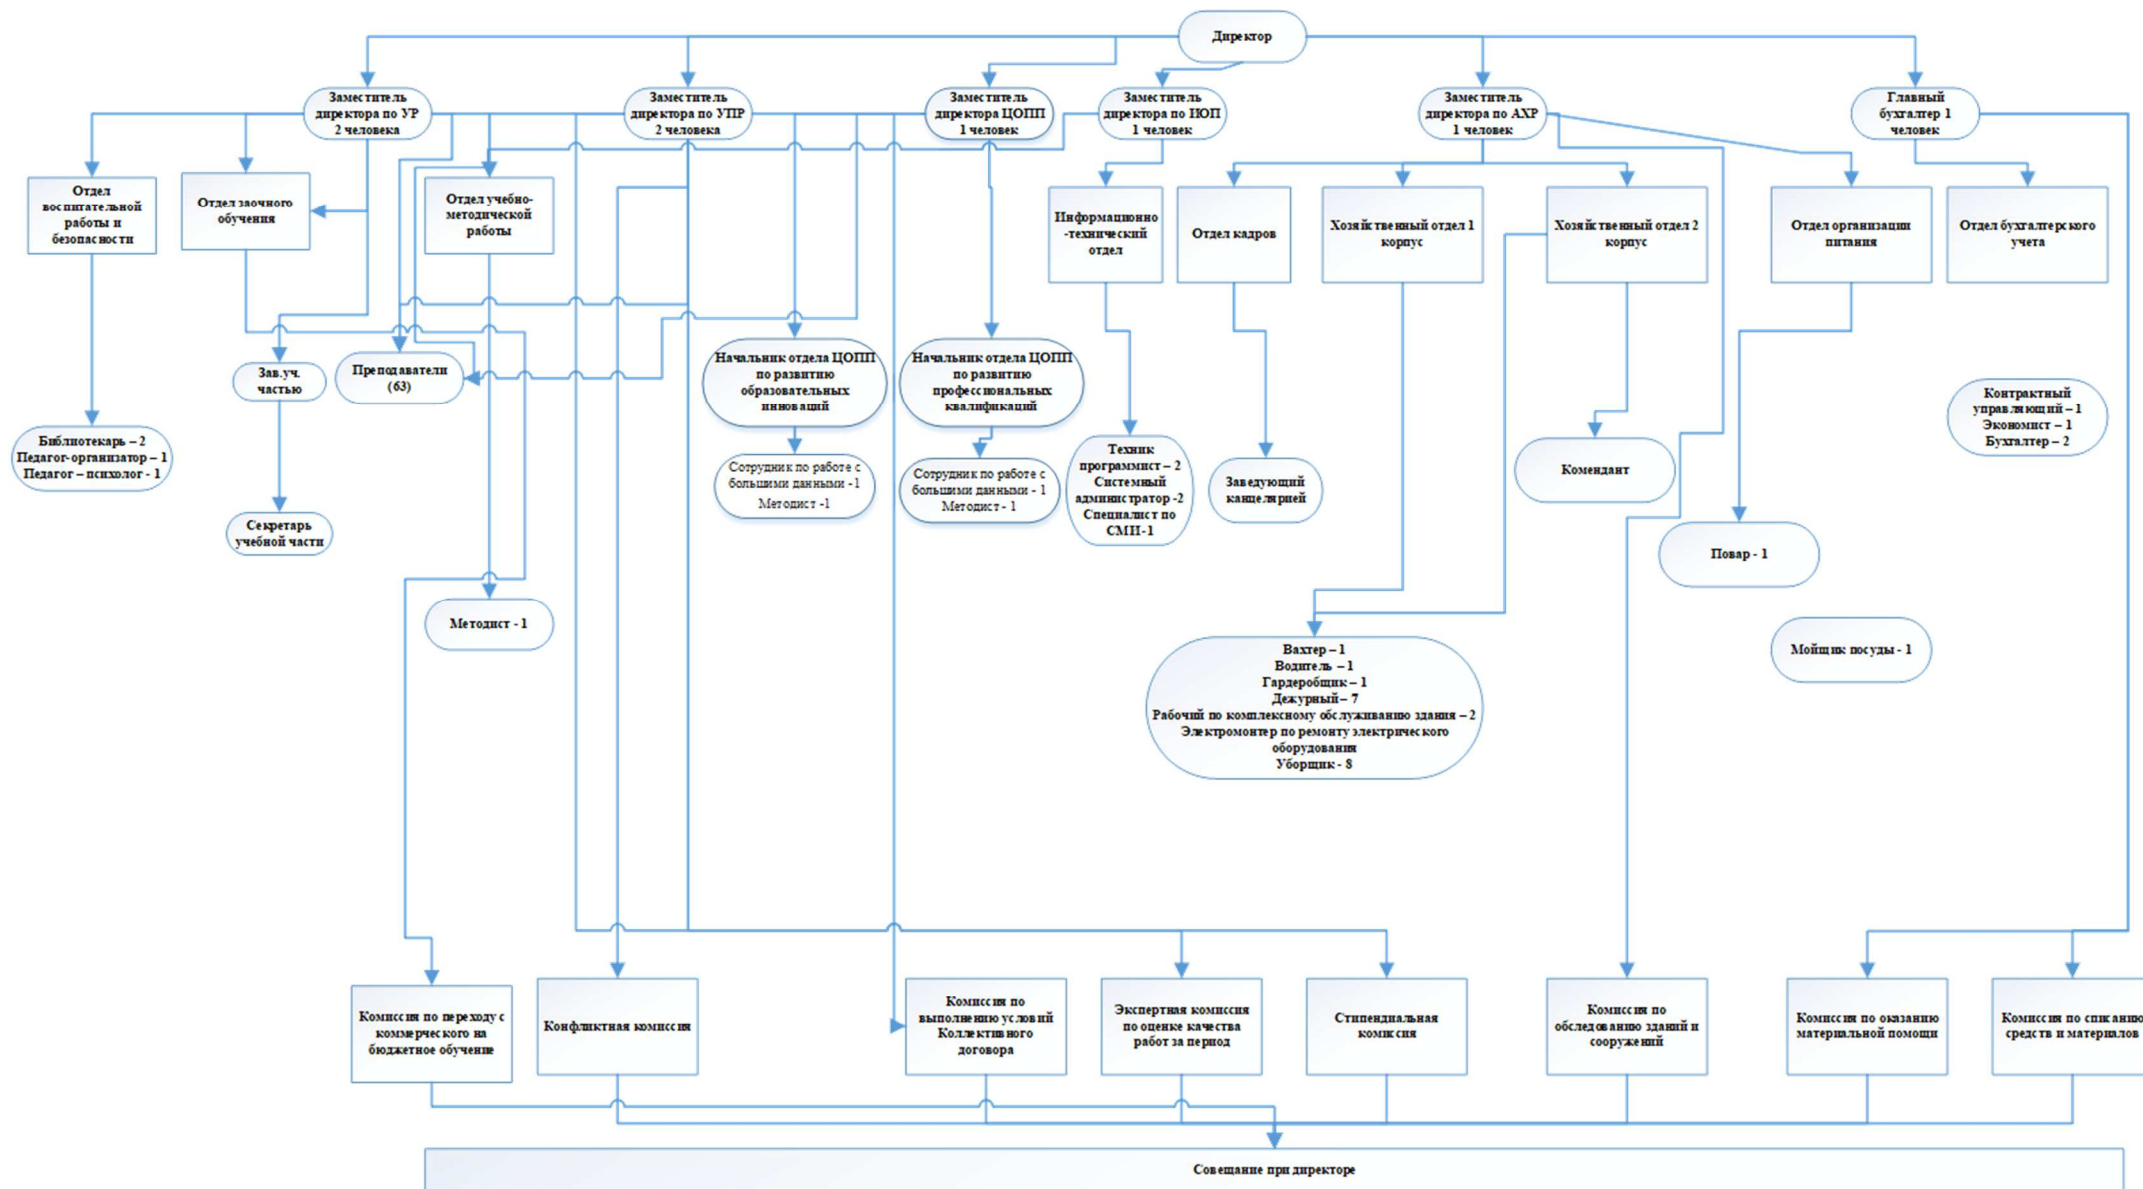 Директор
Заместитель
директора по УР
2 человека
Заместитель
директора по УПР
2 человека
Заместитель
директора ЦОПП
1 человек
Заместитель
директора по ИОП
1 человек
Заместитель
директора по АХР
1 человек
Главный
бухгалтер 1
человек
Отдел
воспитательной
работы и
безопасности
Отдел заочного
обучения
Отдел учебно-
методической
работы
Информационно
-технический
отдел
Отдел кадров
Хозяйственный отдел 1
корпус
Хозяйственный отдел 2
корпус
Отдел организации
питания
Отдел бухгалтерского
учета
Зав.уч.
частью
Преподаватели
(63)
Начальник отдела ЦОПП
по развитию
образовательных
инноваций
Начальник отдела ЦОПП
по развитию
профессиональных
квалификаций
Контрактный
управляющий – 1
Экономист – 1
Бухгалтер – 2
Библиотекарь – 2
Педагог-организатор – 1
Педагог – психолог - 1
Сотрудник по работе с
большими данными - 1
Методист -1
Сотрудник по работе с
большими данными - 1
Методист - 1
Техник
программист – 2
Системный
администратор -2
Специалист по
СМИ- 1
Заведующий
канцелярией
Комендант
Секретарь
учебной части
Повар - 1
Методист - 1
Мойщик посуды - 1
Вахтер – 1
Водитель – 1
Гардеробщик – 1
Дежурный– 7
Рабочий по комплексному обслуживанию здания – 2
Электромонтер по ремонту электрического
оборудования
Уборщик - 8
Комиссия по переходу с
коммерческого на
бюджетное обучение
Конфликтная комиссия
Комиссия по
выполнению условий
Коллективного
договора
Экспертная комиссия
по оценке качества
работ за период
Стипендиальная
комиксия
Комиссия по
обследованию зданий и
сооружений
Комиссия по оказанию
материальной помощи
Комиссия по списанию
средств и материалов
Совещание при директоре